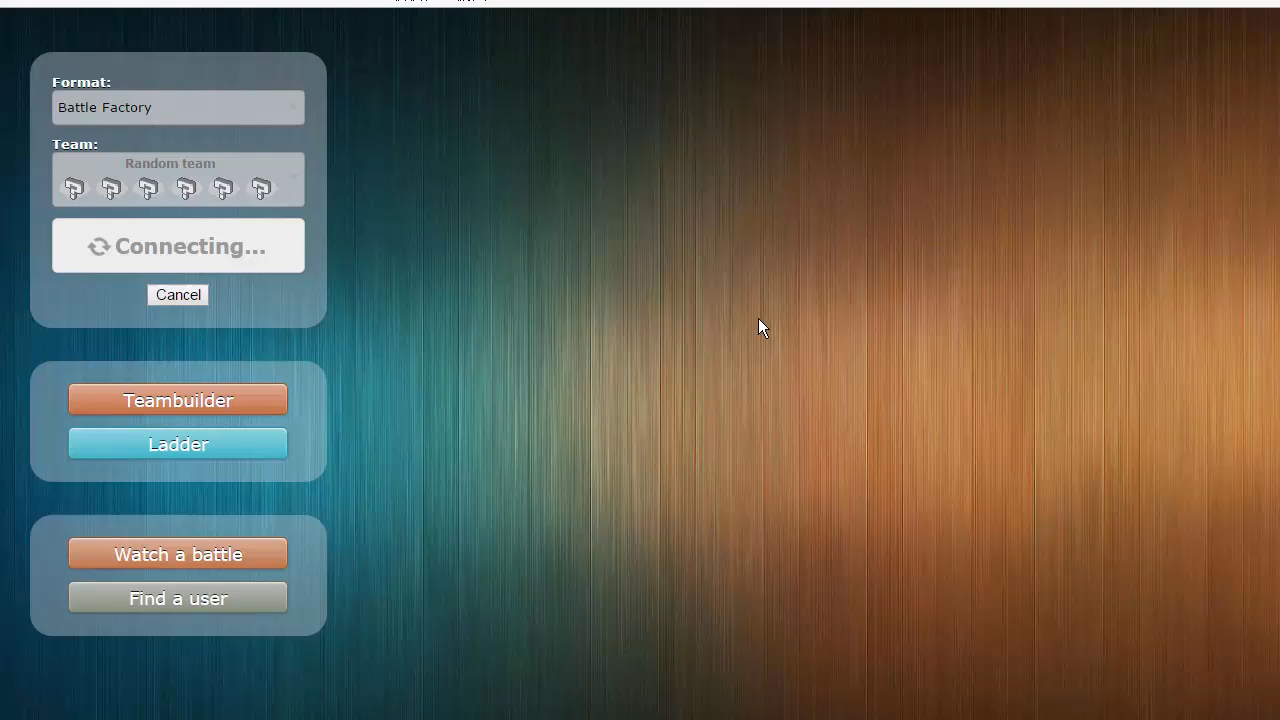 Format:
Battle Factory
Team:
Random team
Connecting...
Cancel
Teambuilder
Ladder
Watch a battle
Find a user